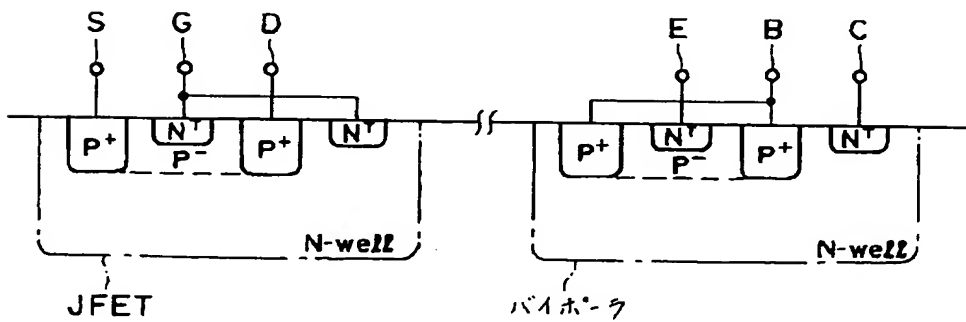 S G D E B C
P⁺ N⁺ P⁺ N⁺ P⁺ N⁺ P⁺ N⁺
P⁻ P⁻
N-well N-well
JFET バイポーラ